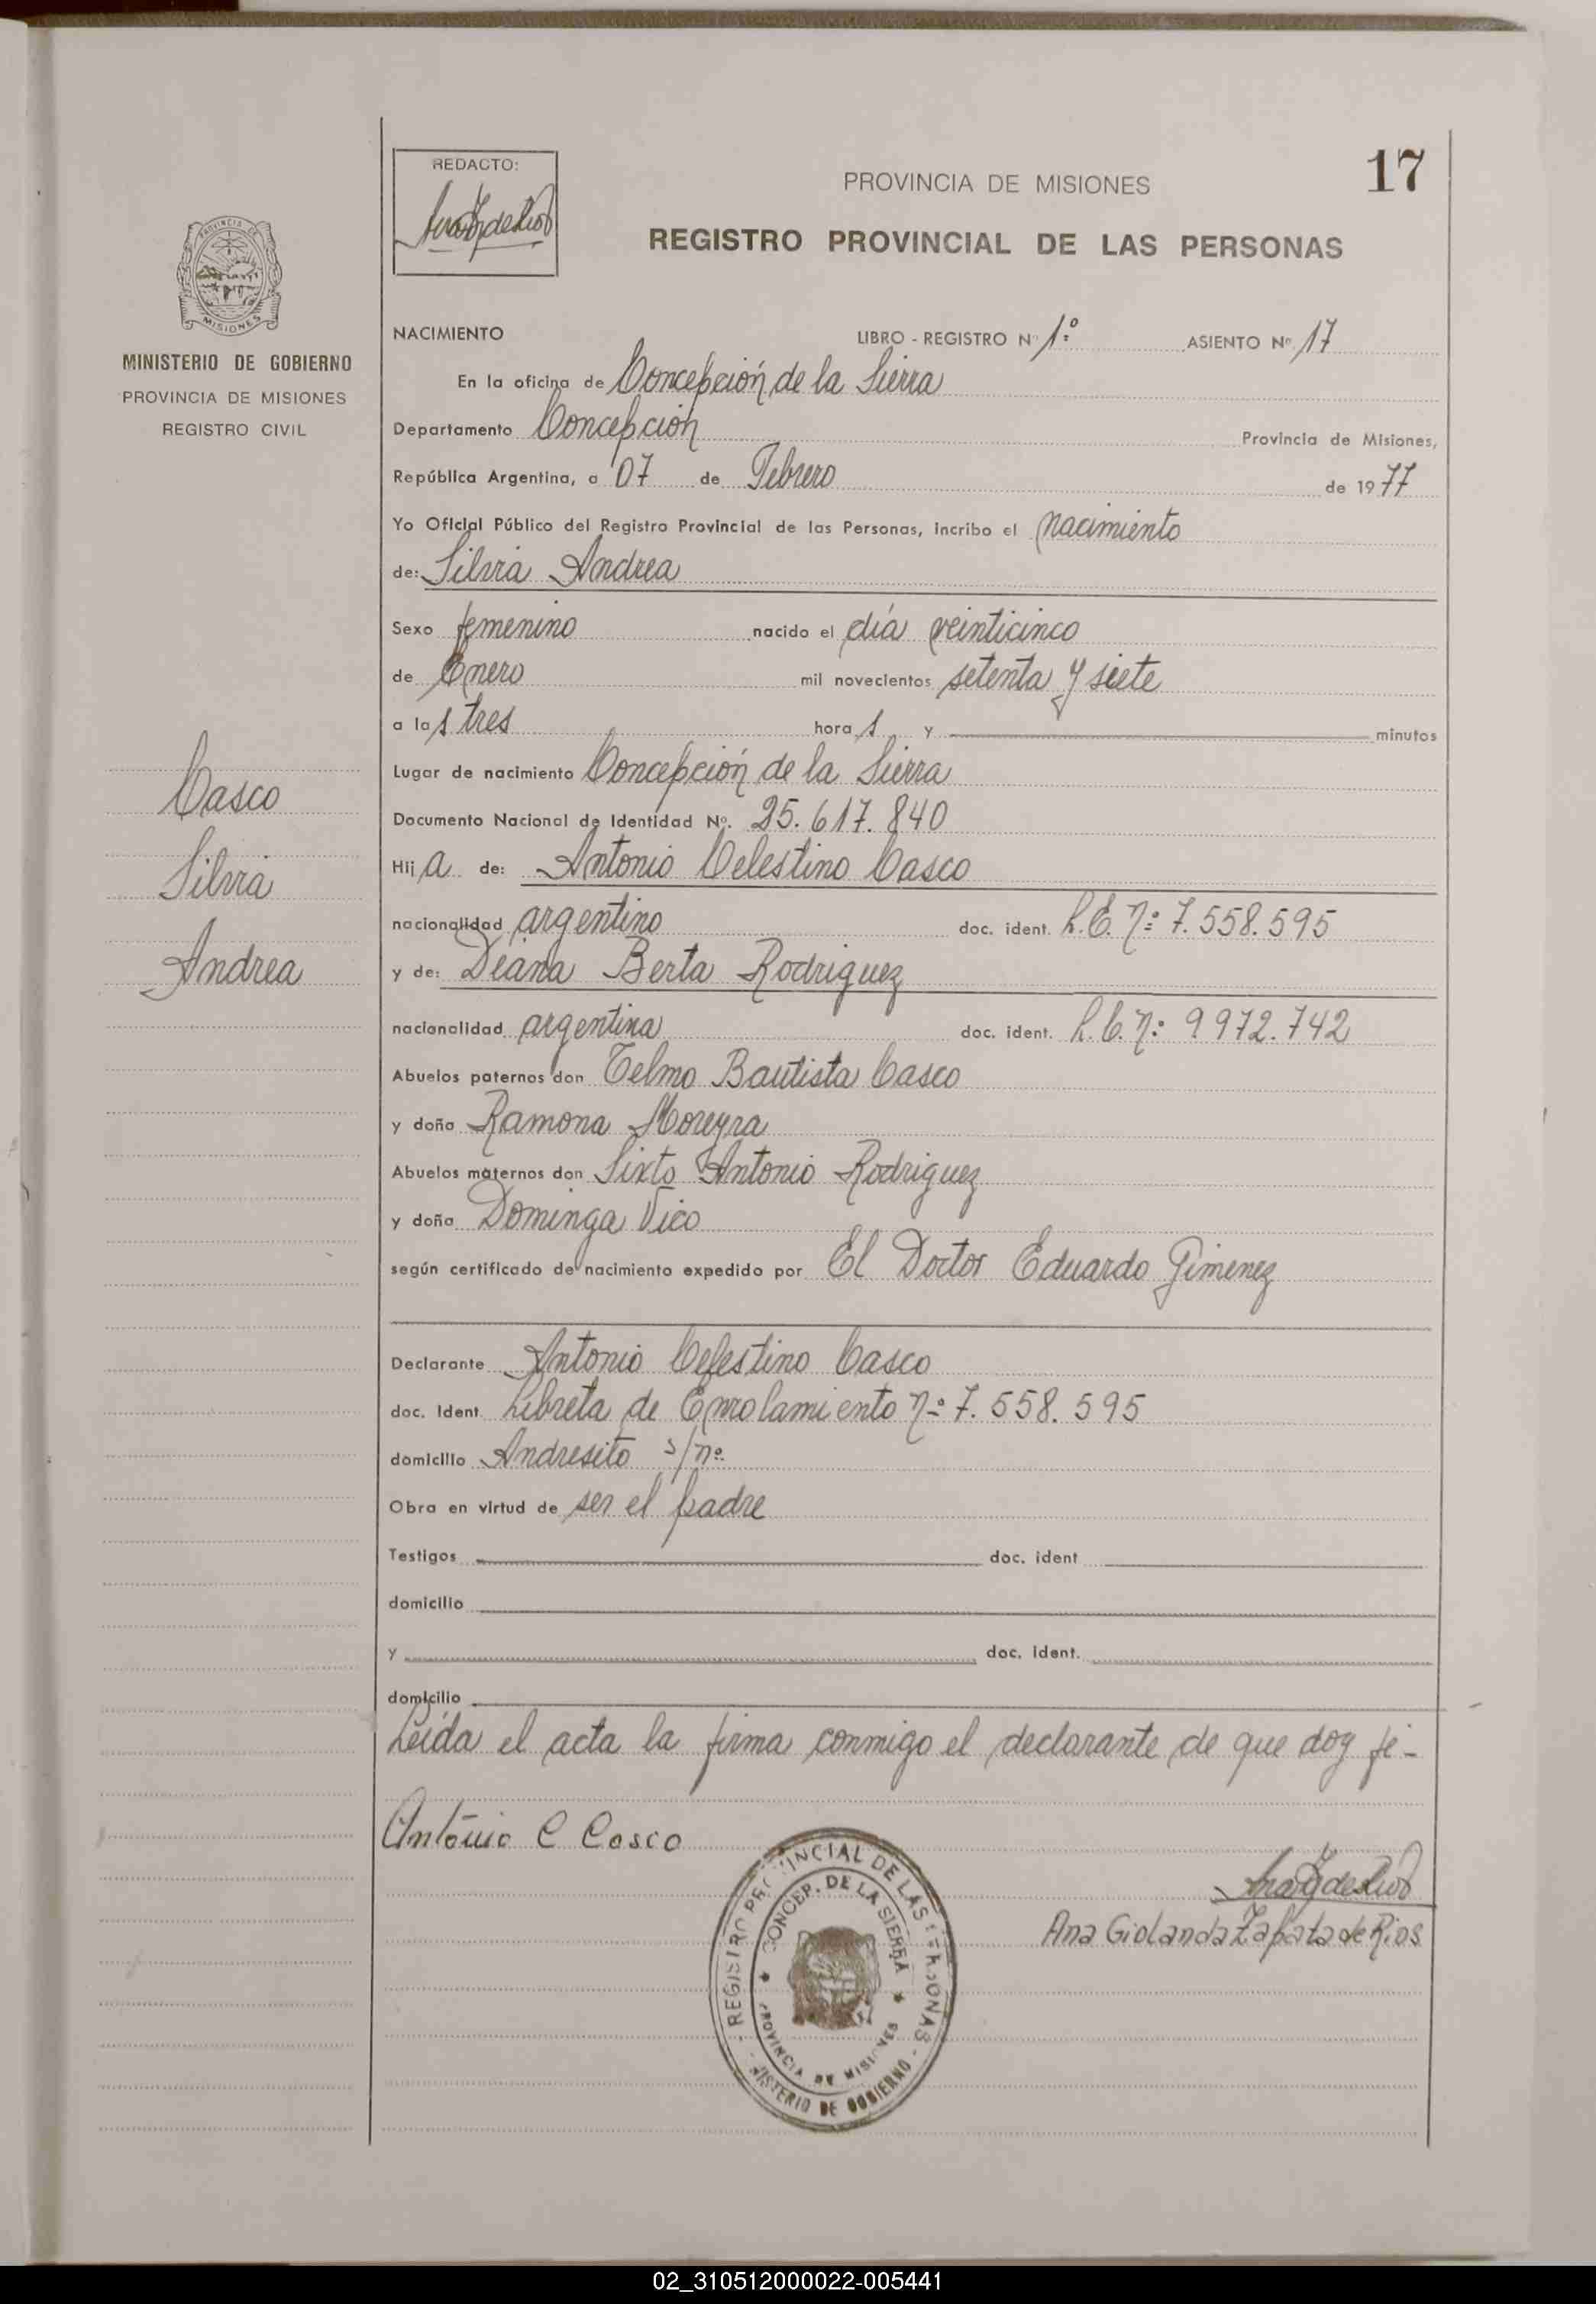 17
REDACTO:
PROVINCIA DE MISIONES
REGISTRO PROVINCIAL DE LAS PERSONAS
PROVINCIA DE
MISIONES
MINISTERIO DE GOBIERNO
PROVINCIA DE MISIONES
REGISTRO CIVIL
Casco
Silvia
Andrea
NACIMIENTO LIBRO - REGISTRO Nº 1º ASIENTO Nº 17
En la oficina de Concepción de la Sierra
Departamento Concepción Provincia de Misiones,
República Argentina, a 07 de Febrero de 1977
Yo Oficial Público del Registro Provincial de las Personas, incribo el nacimiento
de: Silvia Andrea
Sexo femenino nacido el día veinticinco
de Enero mil novecientos setenta y siete
a las tres horas y minutos
Lugar de nacimiento Concepción de la Sierra
Documento Nacional de Identidad Nº. 25.617.840
Hija de: Antonio Celestino Casco
nacionalidad argentino doc. ident. L.E. Nº 7.558.595
y de: Diana Berta Rodriguez
nacionalidad argentina doc. ident. L.C. Nº 9972.742
Abuelos paternos don Telmo Bautista Casco
y doña Ramona Moreyra
Abuelos maternos don Sixto Antonio Rodriguez
y doña Dominga Vico
según certificado de nacimiento expedido por El Doctor Eduardo Gimenez
Declarante Antonio Celestino Casco
doc. Ident Libreta de Enrolamiento Nº 7.558.595
domicilio Andresito s/nº
Obra en virtud de ser el padre
Testigos doc. ident
domicilio
y doc. ident.
domicilio
Leída el acta la firma conmigo el declarante de que doy fé-
Antonio C Casco
REGISTRO PROVINCIAL DE LAS PERSONAS
CONCEP. DE LA SIERRA
PROVINCIA DE MISIONES
NISTERIO DE GOBIERNO
Ana Giolanda Zapata de Rios
02_310512000022-005441